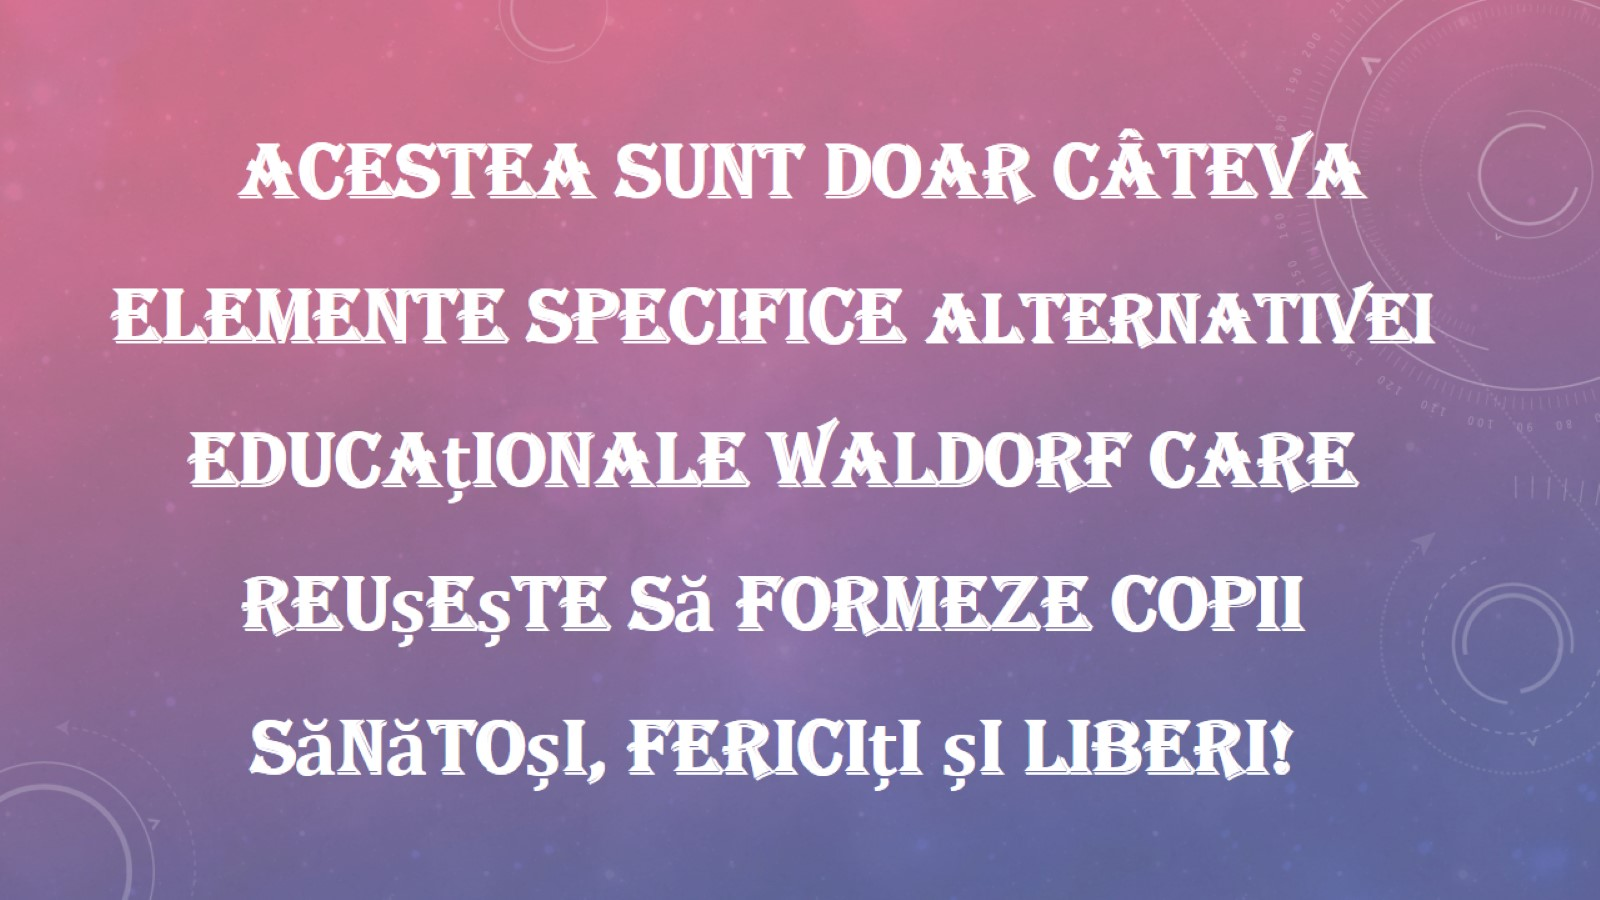 ACESTEA SUNT DOAR CÂTEVA
ELEMENTE SPECIFICE ALTERNATIVEI
EDUCAțIONALE WALDORF CARE
REUșEșTE Să FORMEZE COPII
SăNăTOșI, FERICIțI șI LIBERI!